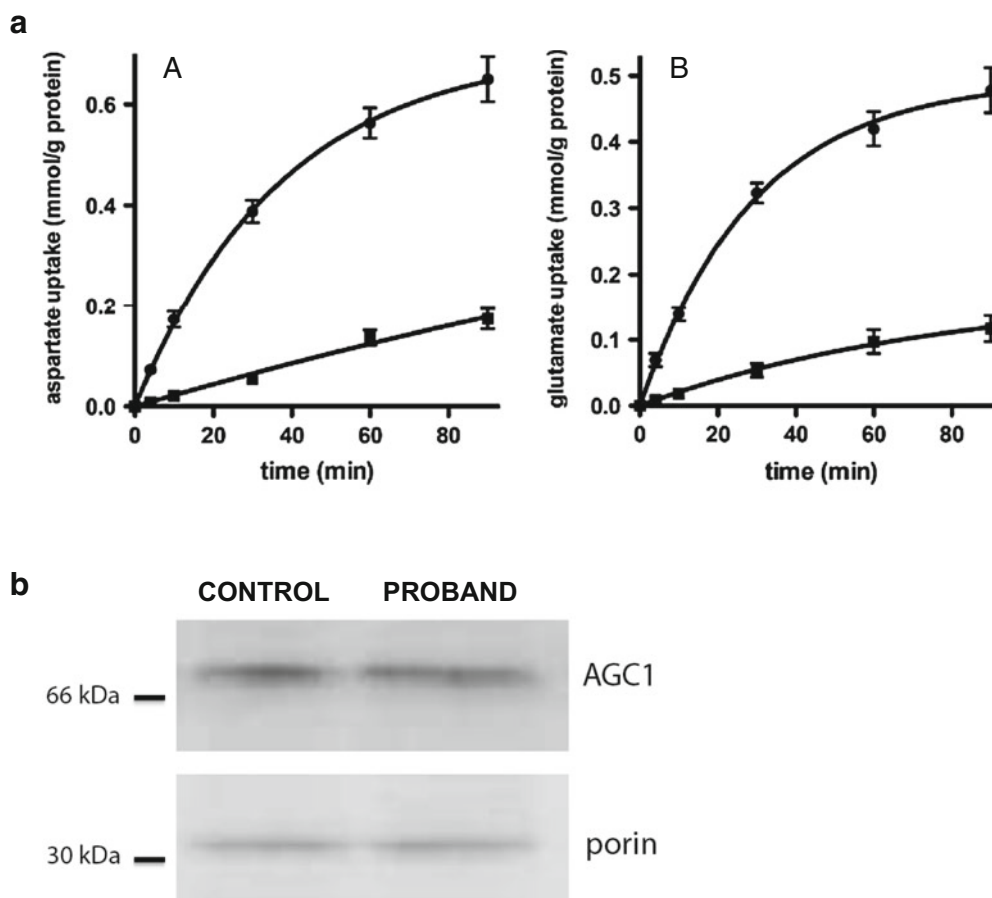 a
A
aspartate uptake (mmol/g protein)
0.6
0.4
0.2
0.0
0 20 40 60 80
time (min)
B
glutamate uptake (mmol/g protein)
0.5
0.4
0.3
0.2
0.1
0.0
0 20 40 60 80
time (min)
b
CONTROL PROBAND
66 kDa
AGC1
30 kDa
porin